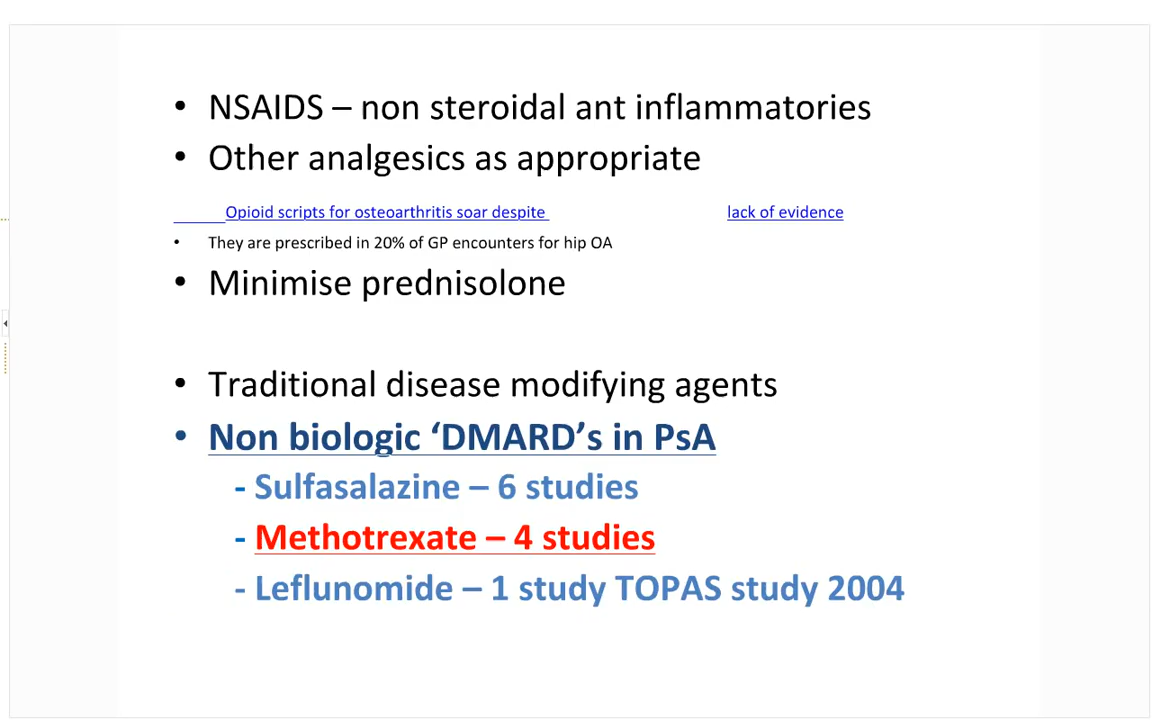 • NSAIDS – non steroidal ant inflammatories
• Other analgesics as appropriate
Opioid scripts for osteoarthritis soar despite lack of evidence
• They are prescribed in 20% of GP encounters for hip OA
• Minimise prednisolone
• Traditional disease modifying agents
• Non biologic ‘DMARD’s in PsA
- Sulfasalazine – 6 studies
- Methotrexate – 4 studies
- Leflunomide – 1 study TOPAS study 2004